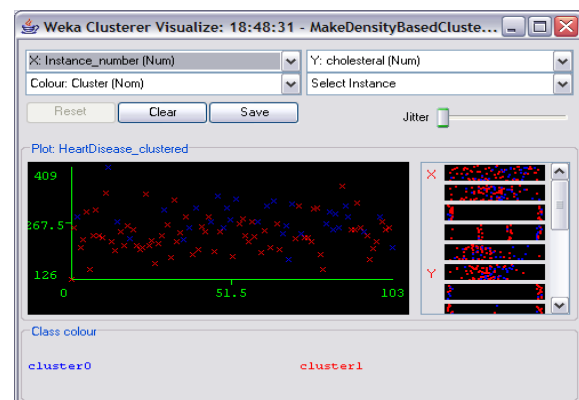 Weka Clusterer Visualize: 18:48:31 - MakeDensityBasedCluste...
X: Instance_number (Num) Y: cholesteral (Num)
Colour: Cluster (Nom) Select Instance
Reset Clear Save Jitter
Plot: HeartDisease_clustered
409
267.5
126
0 51.5 103
X
Y
Class colour
cluster0 cluster1